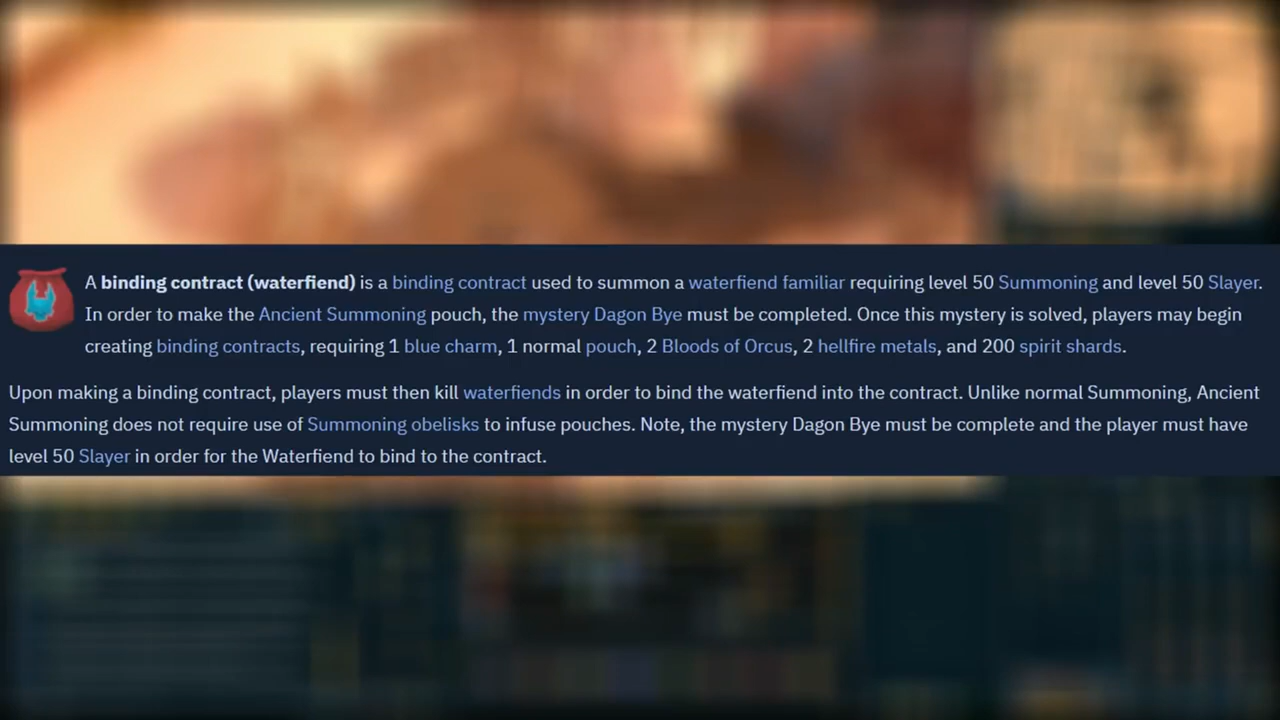 A binding contract (waterfiend) is a binding contract used to summon a waterfiend familiar requiring level 50 Summoning and level 50 Slayer.
In order to make the Ancient Summoning pouch, the mystery Dagon Bye must be completed. Once this mystery is solved, players may begin
creating binding contracts, requiring 1 blue charm, 1 normal pouch, 2 Bloods of Orcus, 2 hellfire metals, and 200 spirit shards.
Upon making a binding contract, players must then kill waterfiends in order to bind the waterfiend into the contract. Unlike normal Summoning, Ancient
Summoning does not require use of Summoning obelisks to infuse pouches. Note, the mystery Dagon Bye must be complete and the player must have
level 50 Slayer in order for the Waterfiend to bind to the contract.